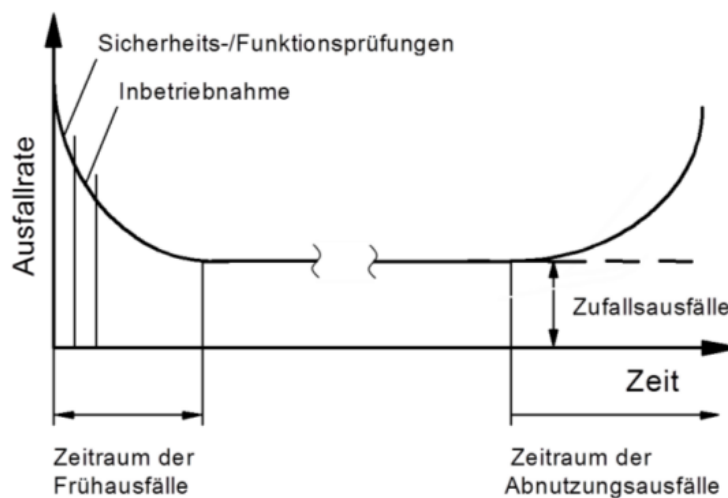 Sicherheits-/Funktionsprüfungen
Inbetriebnahme
Ausfallrate
Zufallsausfälle
Zeit
Zeitraum der
Frühausfälle
Zeitraum der
Abnutzungsausfälle